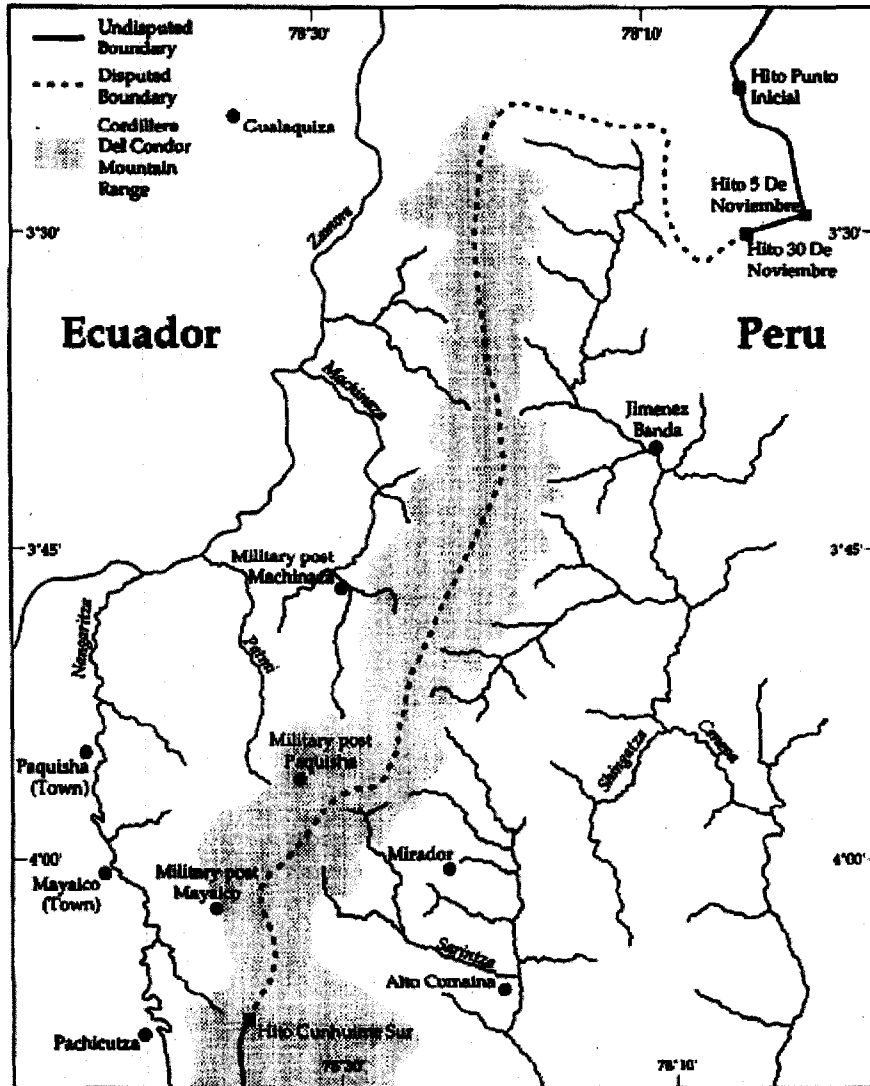 Undisputed
Boundary
Disputed
Boundary
Cordillera
Del Condor
Mountain
Range
78°30'
78°10'
Hito Punto
Inicial
Gualaquiza
Hito 5 De
Noviembre
Zamora
3°30'
3°30'
Hito 30 De
Noviembre
Ecuador
Peru
Machinaza
Jimenez
Banda
3°45'
3°45'
Military post
Machinaza
Nangaritza
Military post
Paquisha
Shingatza
Cenepa
Paquisha
(Town)
4°00'
4°00'
Mirador
Military post
Mayaico
Mayaico
(Town)
Alto Comaina
Hito Cunhuime Sur
Pachicutza
78°30'
78°10'